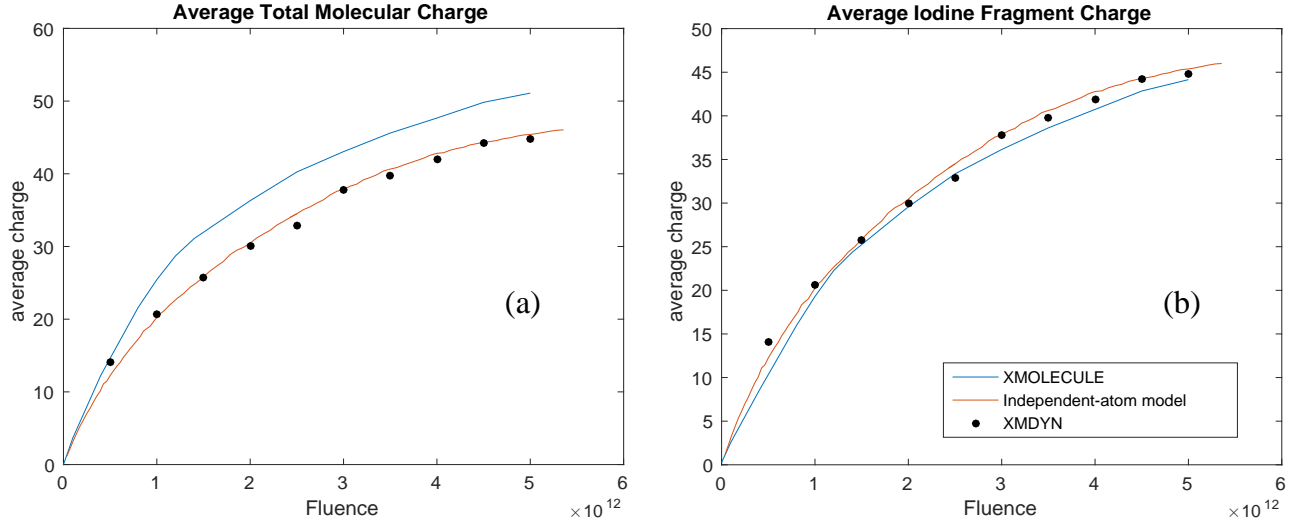 Average Total Molecular Charge
60
50
40
30
20
10
0
average charge
(a)
0 1 2 3 4 5 6
Fluence
×10 12
Average Iodine Fragment Charge
50
45
40
35
30
25
20
15
10
5
0
average charge
(b)
XMOLECULE
Independent-atom model
XMDYN
0 1 2 3 4 5 6
Fluence
×10 12